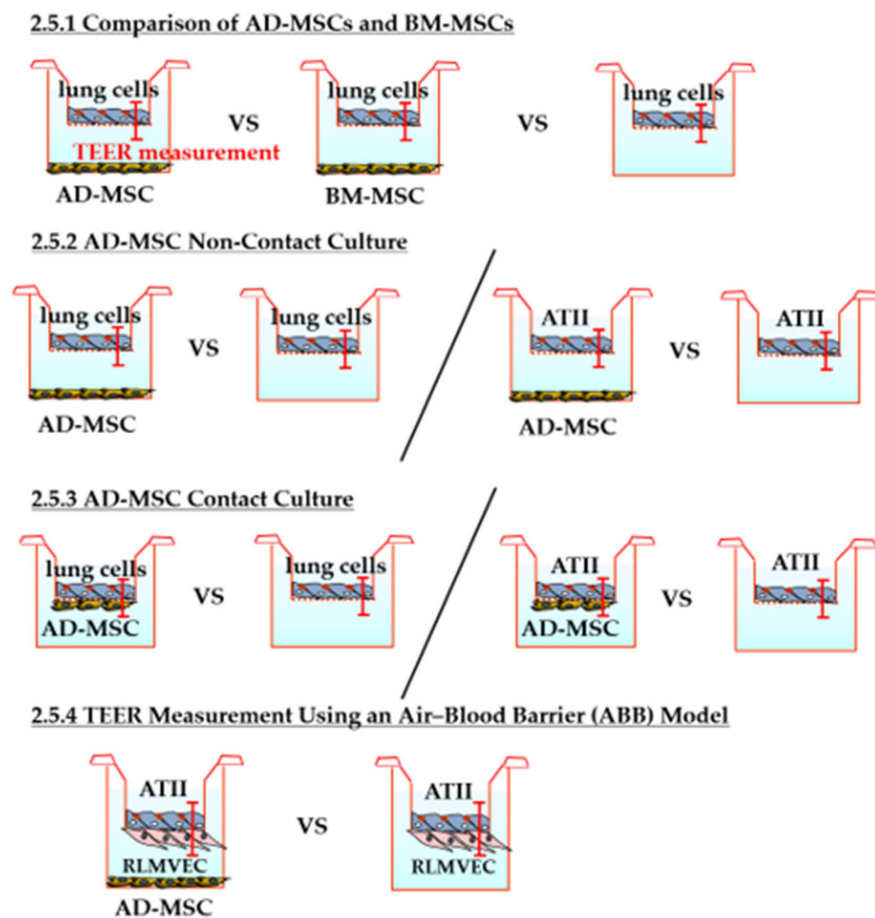 2.5.1 Comparison of AD-MSCs and BM-MSCs
lung cells VS lung cells VS lung cells
TEER measurement
AD-MSC BM-MSC
2.5.2 AD-MSC Non-Contact Culture
lung cells VS lung cells ATII VS ATII
AD-MSC AD-MSC
2.5.3 AD-MSC Contact Culture
lung cells VS lung cells ATII VS ATII
AD-MSC AD-MSC
2.5.4 TEER Measurement Using an Air–Blood Barrier (ABB) Model
ATII VS ATII
RLMVEC RLMVEC
AD-MSC